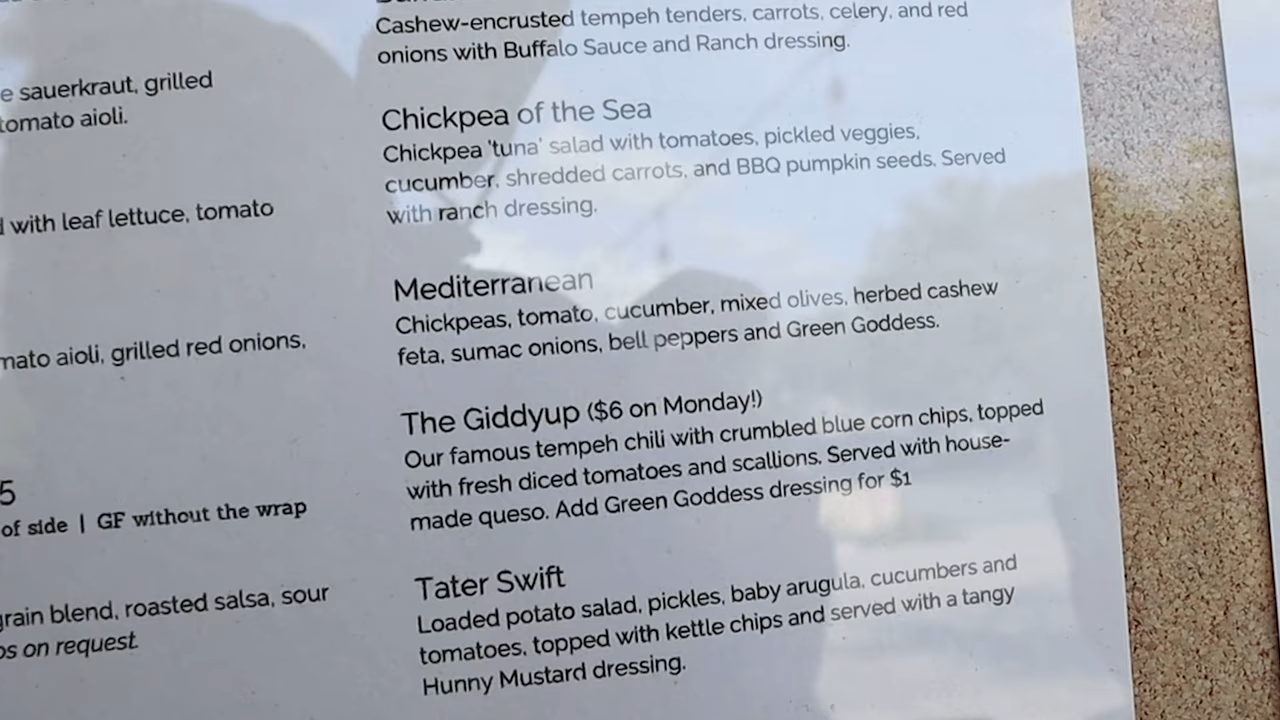 e sauerkraut, grilled
tomato aioli.
with leaf lettuce, tomato
mato aioli, grilled red onions,
5
of side | GF without the wrap
grain blend, roasted salsa, sour
os on request.
Cashew-encrusted tempeh tenders, carrots, celery, and red
onions with Buffalo Sauce and Ranch dressing.
Chickpea of the Sea
Chickpea 'tuna' salad with tomatoes, pickled veggies,
cucumber, shredded carrots, and BBQ pumpkin seeds. Served
with ranch dressing.
Mediterranean
Chickpeas, tomato, cucumber, mixed olives, herbed cashew
feta, sumac onions, bell peppers and Green Goddess.
The Giddyup ($6 on Monday!)
Our famous tempeh chili with crumbled blue corn chips, topped
with fresh diced tomatoes and scallions. Served with house-
made queso. Add Green Goddess dressing for $1
Tater Swift
Loaded potato salad, pickles, baby arugula, cucumbers and
tomatoes, topped with kettle chips and served with a tangy
Hunny Mustard dressing.